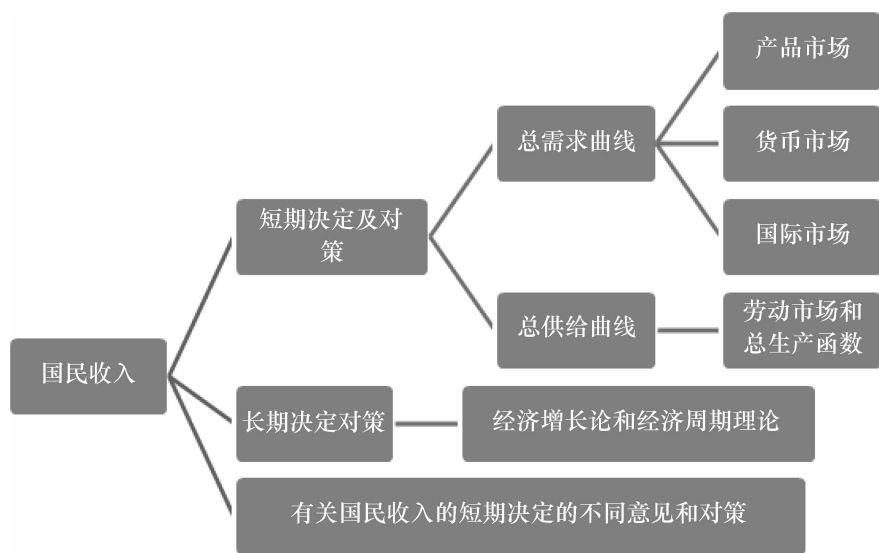 产品市场
总需求曲线
货币市场
短期决定及对
策
国际市场
总供给曲线
劳动市场和
总生产函数
国民收入
长期决定对策
经济增长论和经济周期理论
有关国民收入的短期决定的不同意见和对策